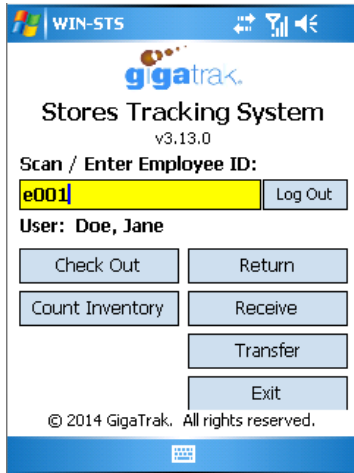 WIN-STS
gigatrak.
Stores Tracking System
v3.13.0
Scan / Enter Employee ID:
e001 Log Out
User: Doe, Jane
Check Out Return
Count Inventory Receive
Transfer
Exit
© 2014 GigaTrak. All rights reserved.